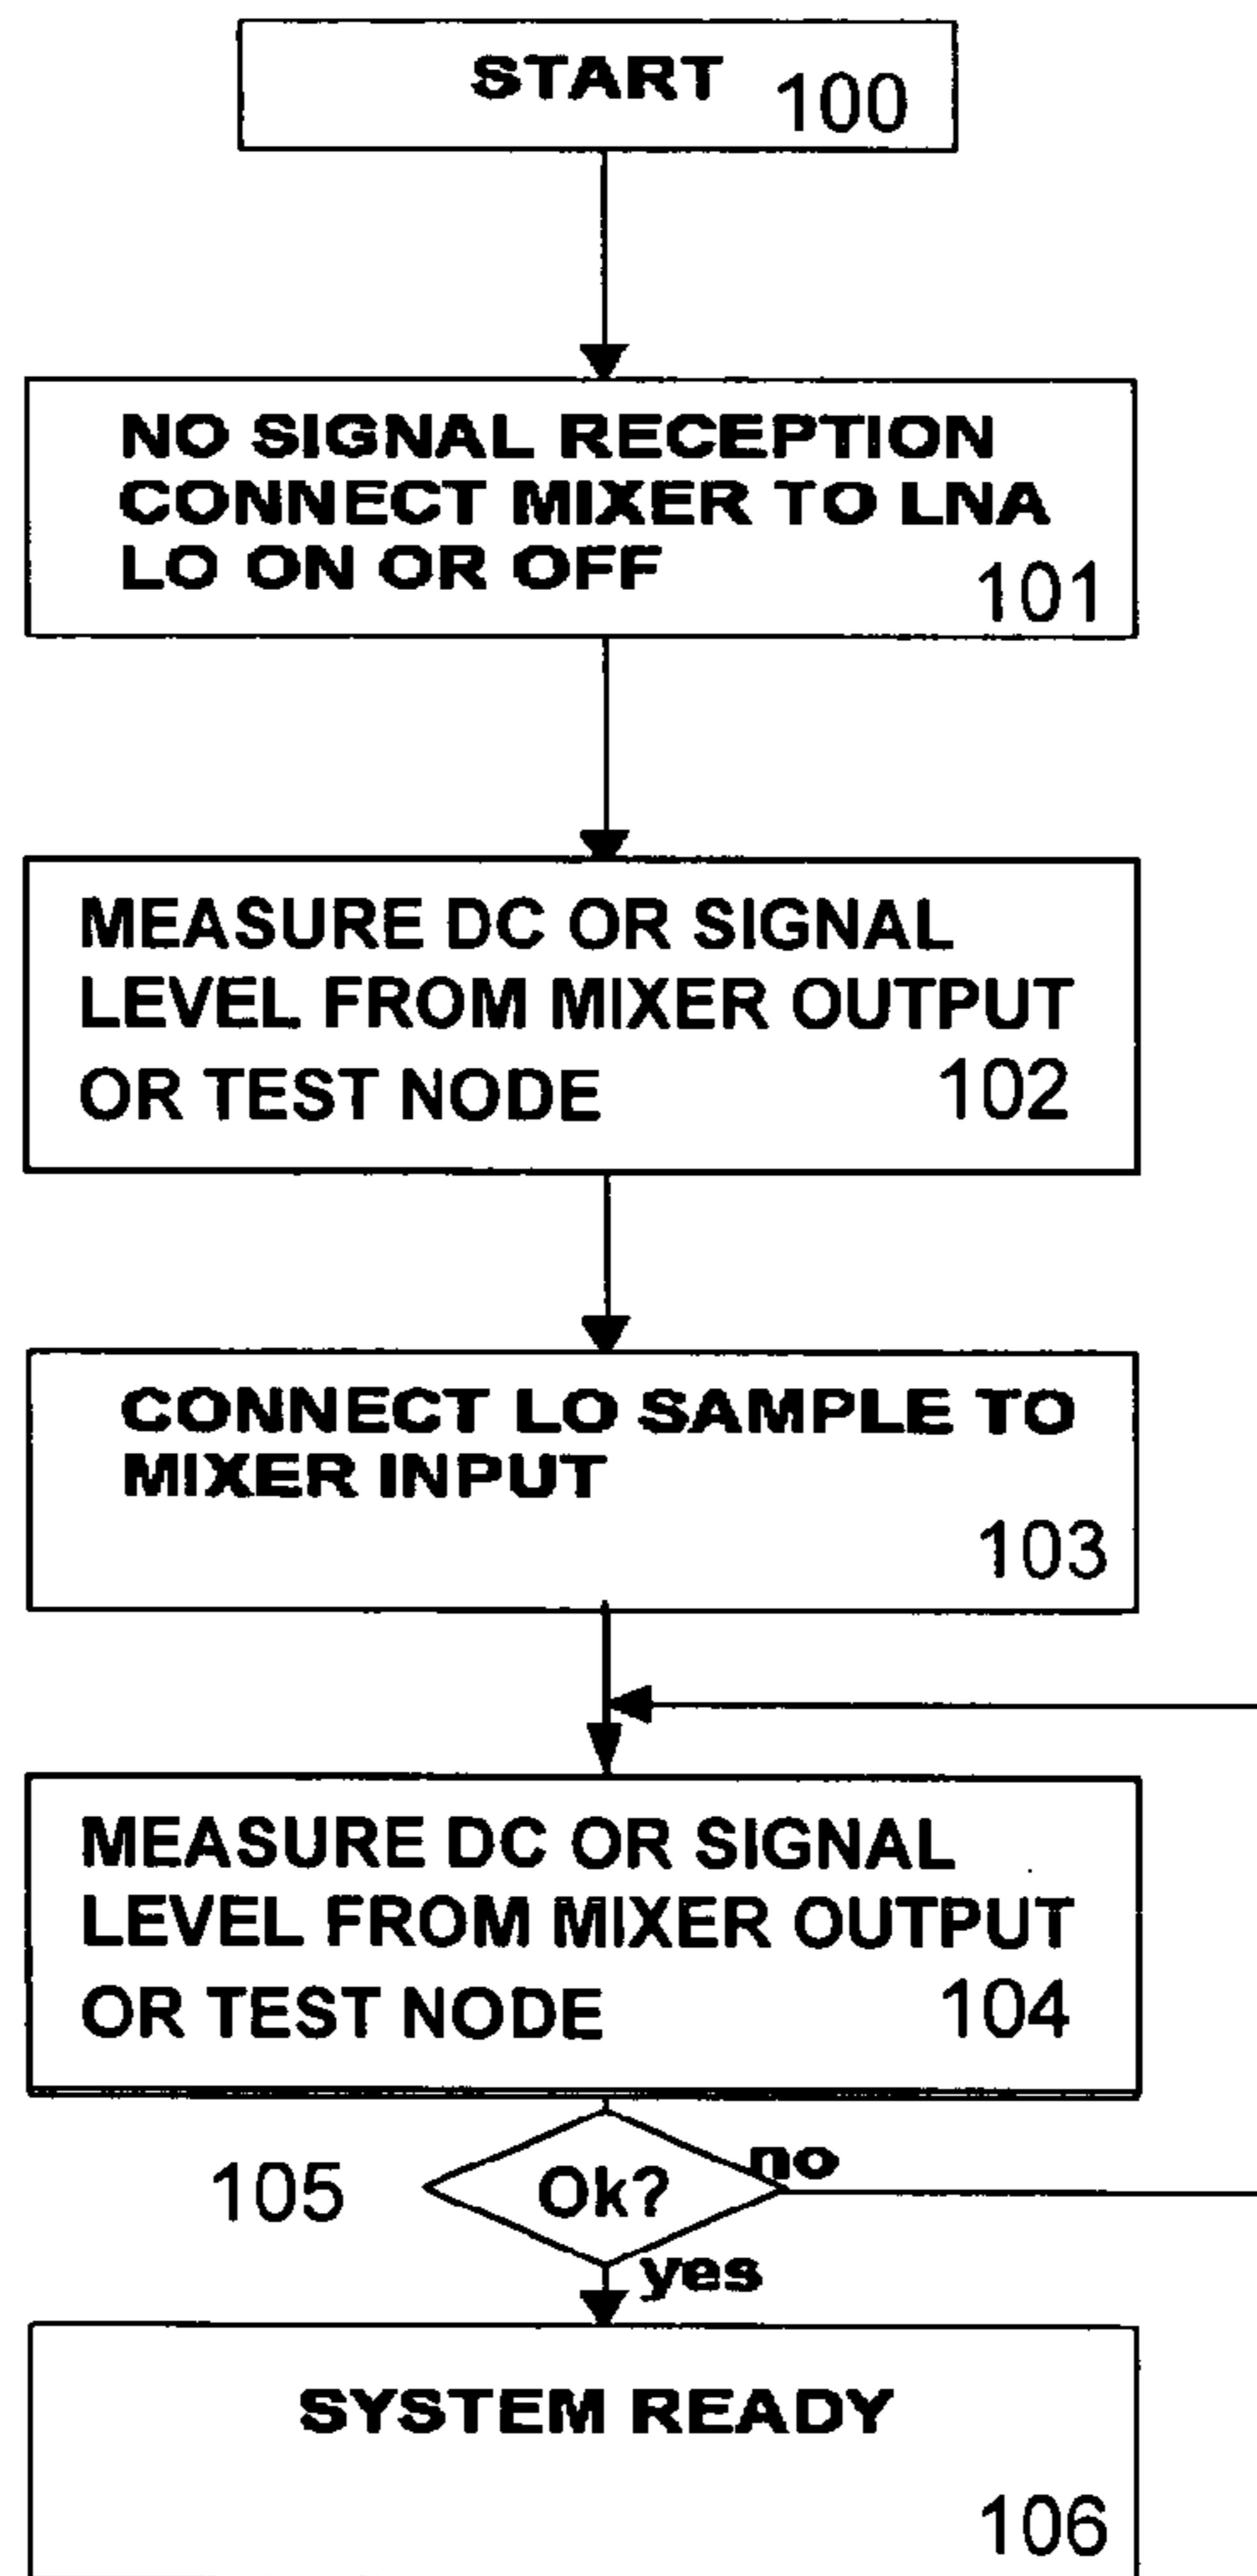 START 100
NO SIGNAL RECEPTION
CONNECT MIXER TO LNA
LO ON OR OFF
101
MEASURE DC OR SIGNAL
LEVEL FROM MIXER OUTPUT
OR TEST NODE 102
CONNECT LO SAMPLE TO
MIXER INPUT
103
MEASURE DC OR SIGNAL
LEVEL FROM MIXER OUTPUT
OR TEST NODE 104
no
105 Ok?
yes
SYSTEM READY
106